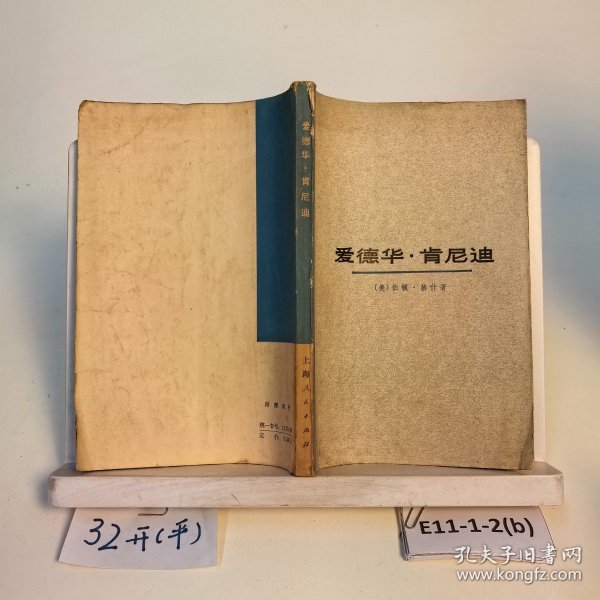 爱德华·肯尼迪
〔美〕伯顿·赫什著
爱德华·肯尼迪
上海人民出版社
32开(平)
E11-1-2(b)
孔夫子旧书网
www.kongfz.com